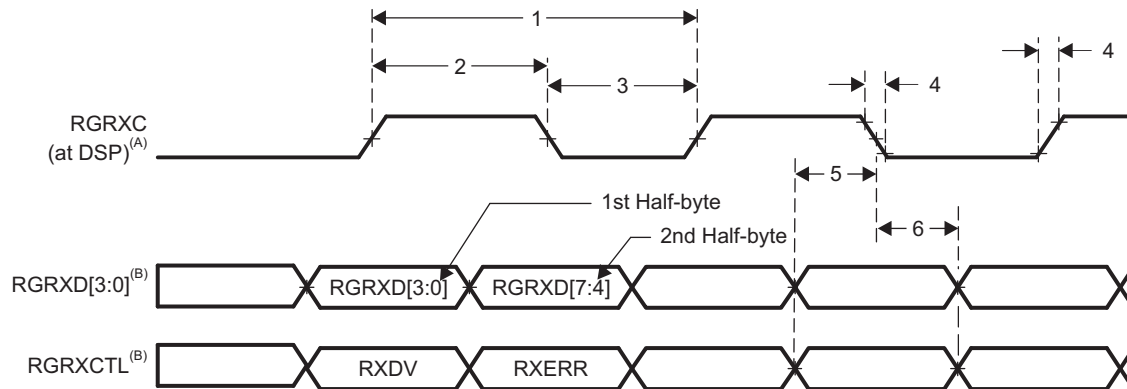 1
4
2
3
4
RGRXC
(at DSP)(A)
5
1st Half-byte
6
2nd Half-byte
RGRXD[3:0](B)
RGRXD[3:0]
RGRXD[7:4]
RGRXCTL(B)
RXDV
RXERR